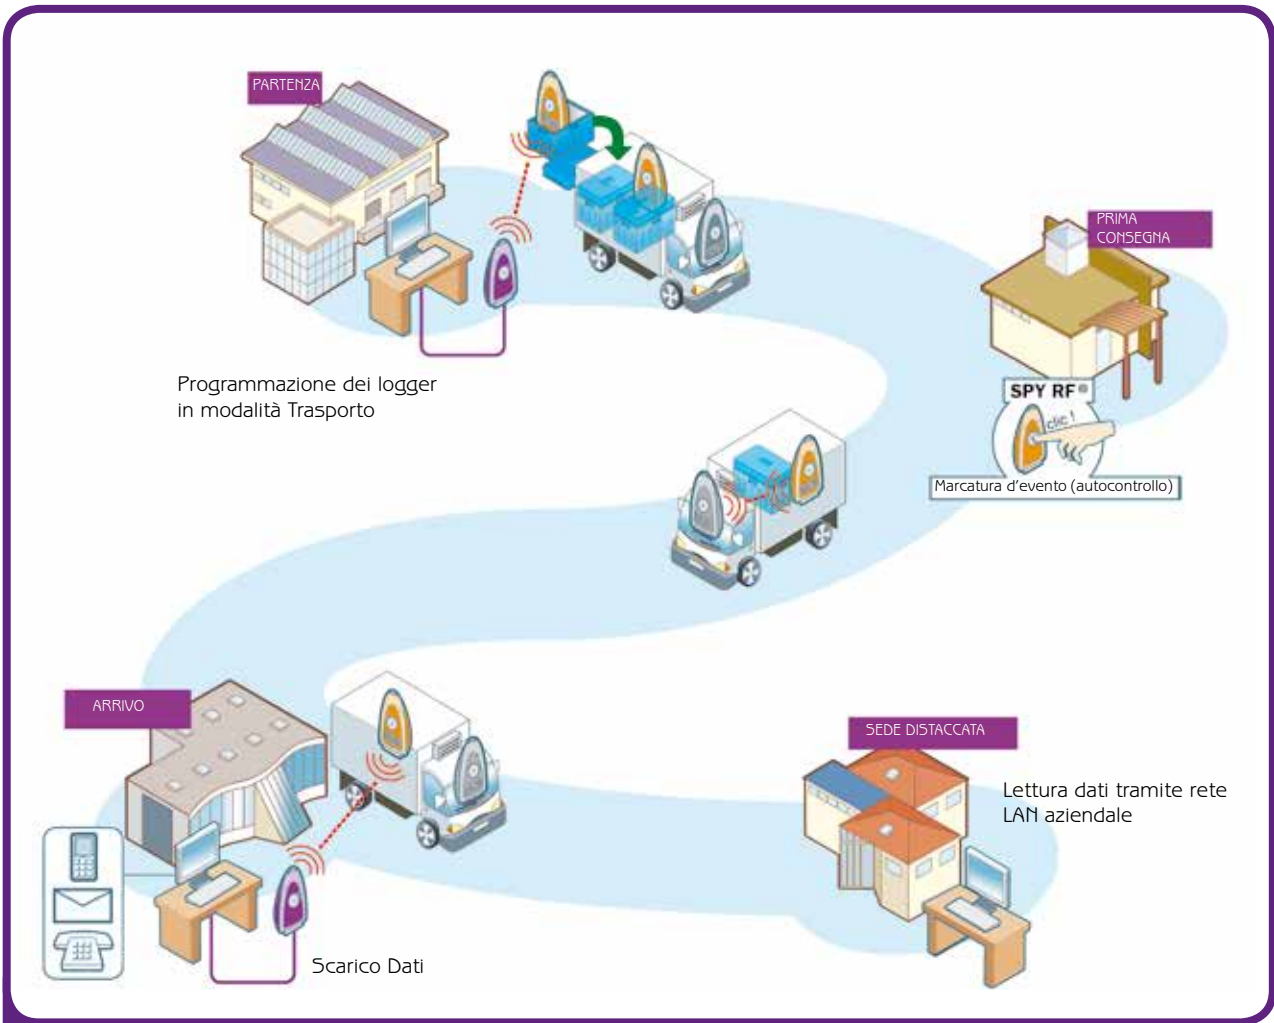 PARTENZA
PRIMA
CONSEGNA
Programmazione dei logger
in modalità Trasporto
SPY RF®
clic !
Marcatura d'evento (autocontrollo)
ARRIVO
SEDE DISTACCATA
Lettura dati tramite rete
LAN aziendale
Scarico Dati